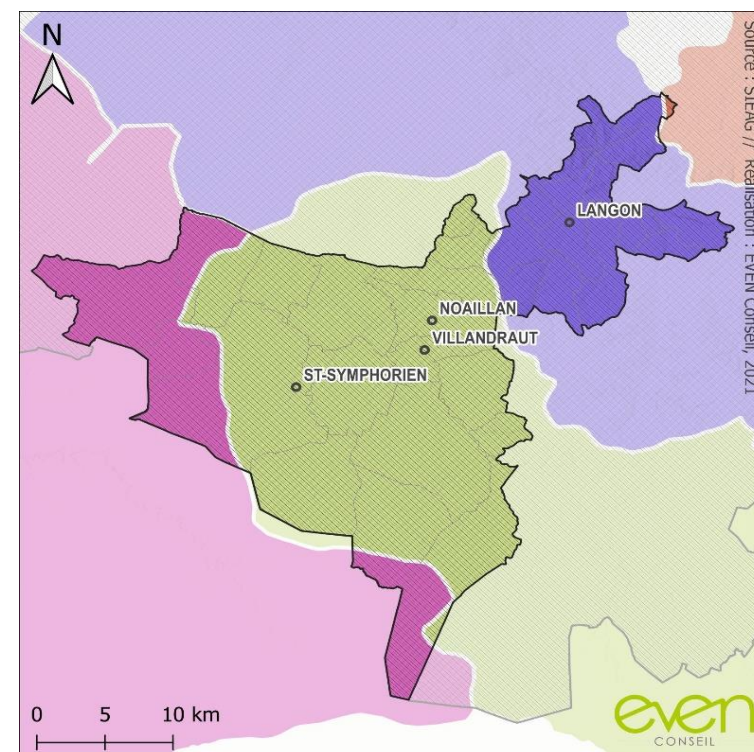 N
LANGON
NOAILLAN
VILLANDRAUT
ST-SYMPHORIEN
0 5 10 km
even
CONSEIL
Source : SIEAG // Réalisation : EVEN Conseil, 2021